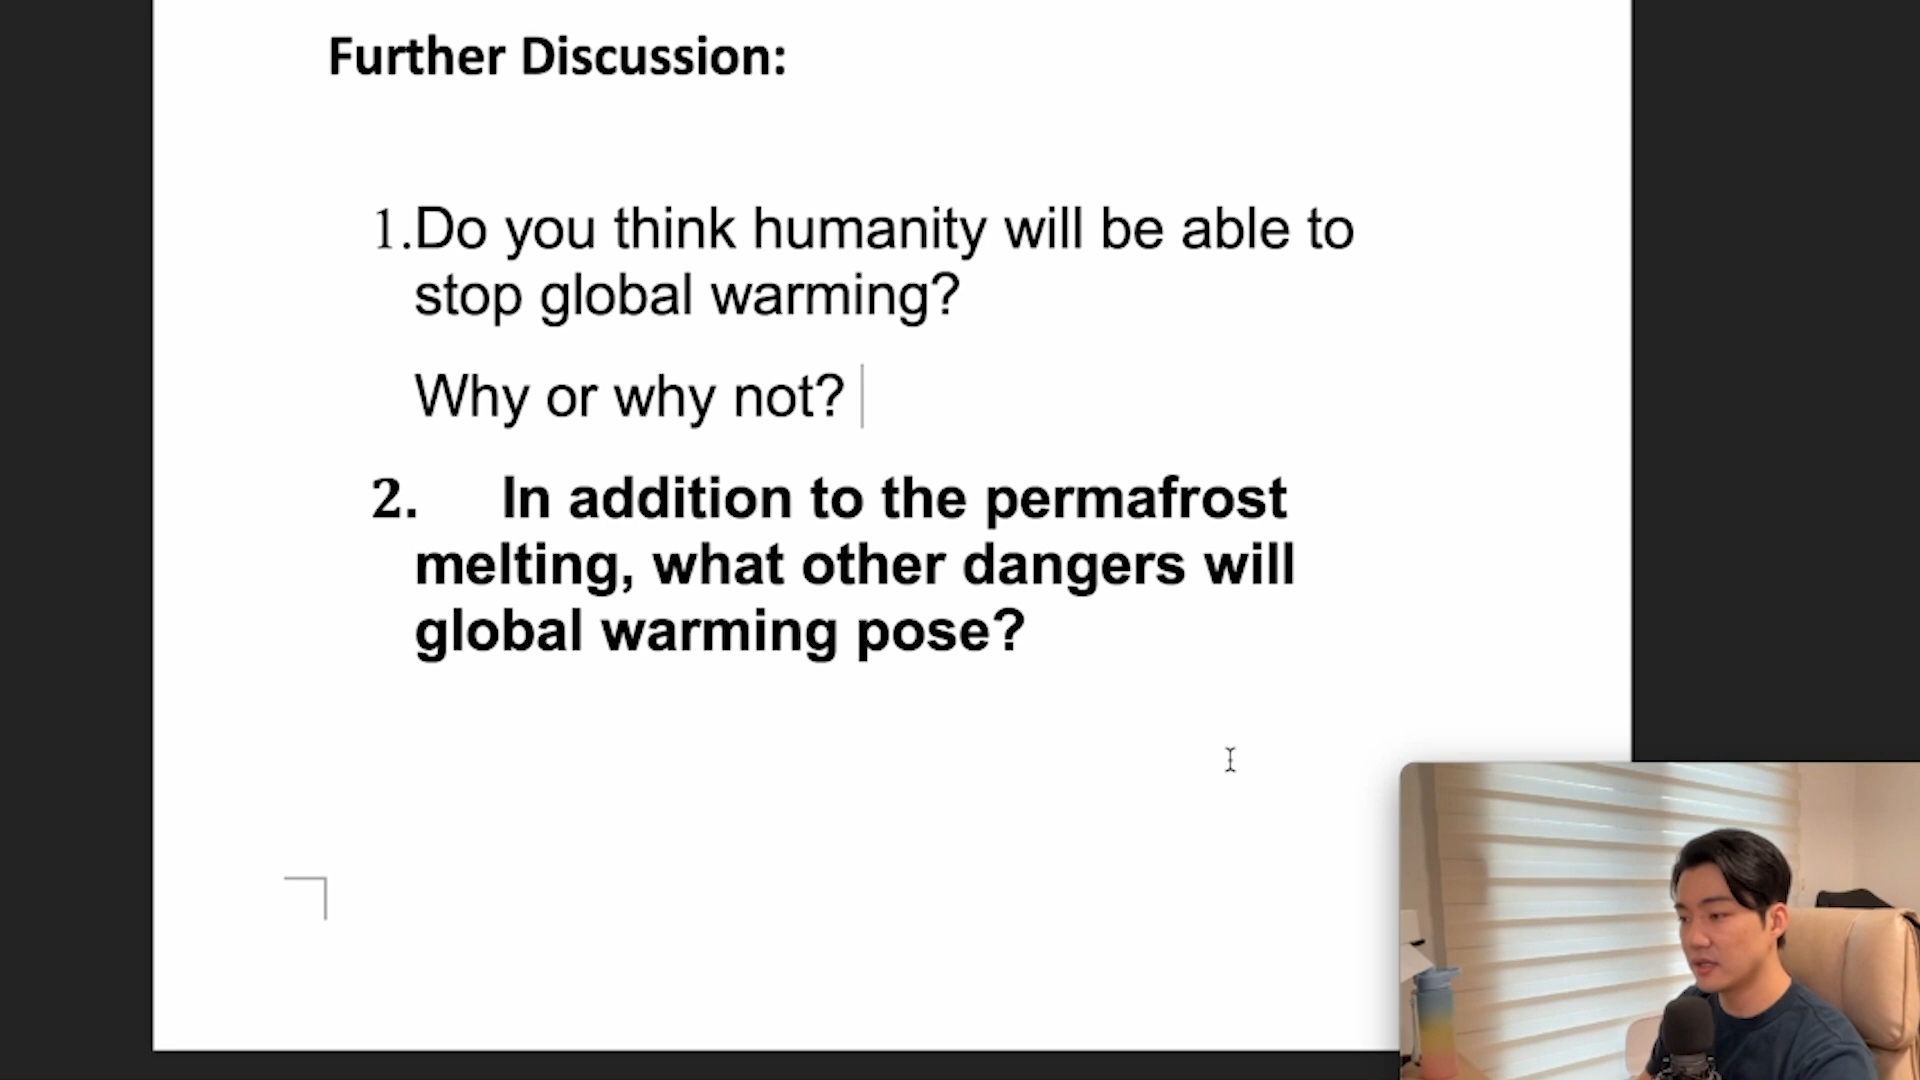 Further Discussion:
1.Do you think humanity will be able to
stop global warming?
Why or why not?
2. In addition to the permafrost
melting, what other dangers will
global warming pose?